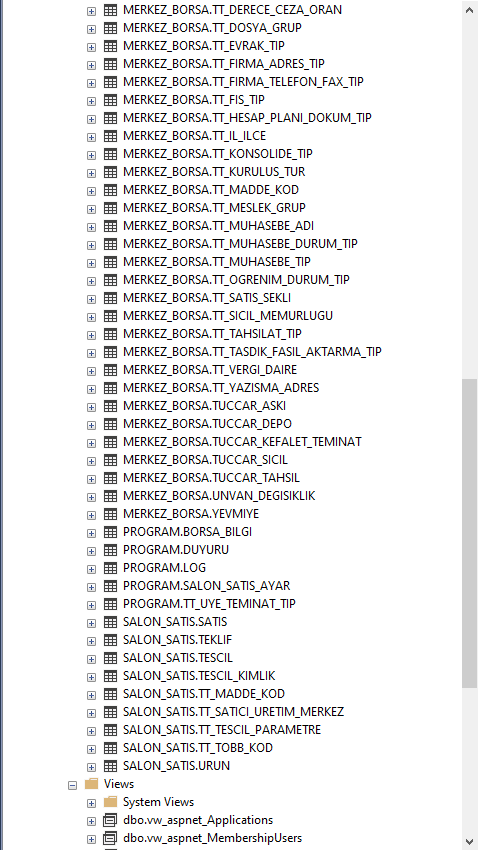 MERKEZ_BORSA.TT_DERECE_CEZA_ORAN
MERKEZ_BORSA.TT_DOSYA_GRUP
MERKEZ_BORSA.TT_EVRAK_TIP
MERKEZ_BORSA.TT_FIRMA_ADRES_TIP
MERKEZ_BORSA.TT_FIRMA_TELEFON_FAX_TIP
MERKEZ_BORSA.TT_FIS_TIP
MERKEZ_BORSA.TT_HESAP_PLANI_DOKUM_TIP
MERKEZ_BORSA.TT_IL_ILCE
MERKEZ_BORSA.TT_KONSOLIDE_TIP
MERKEZ_BORSA.TT_KURULUS_TUR
MERKEZ_BORSA.TT_MADDE_KOD
MERKEZ_BORSA.TT_MESLEK_GRUP
MERKEZ_BORSA.TT_MUHASEBE_ADI
MERKEZ_BORSA.TT_MUHASEBE_DURUM_TIP
MERKEZ_BORSA.TT_MUHASEBE_TIP
MERKEZ_BORSA.TT_OGRENIM_DURUM_TIP
MERKEZ_BORSA.TT_SATIS_SEKLI
MERKEZ_BORSA.TT_SICIL_MEMURLUGU
MERKEZ_BORSA.TT_TAHSILAT_TIP
MERKEZ_BORSA.TT_TASDIK_FASIL_AKTARMA_TIP
MERKEZ_BORSA.TT_VERGI_DAIRE
MERKEZ_BORSA.TT_YAZISMA_ADRES
MERKEZ_BORSA.TUCCAR_ASKI
MERKEZ_BORSA.TUCCAR_DEPO
MERKEZ_BORSA.TUCCAR_KEFALET_TEMINAT
MERKEZ_BORSA.TUCCAR_SICIL
MERKEZ_BORSA.TUCCAR_TAHSIL
MERKEZ_BORSA.UNVAN_DEGISIKLIK
MERKEZ_BORSA.YEVMIYE
PROGRAM.BORSA_BILGI
PROGRAM.DUYURU
PROGRAM.LOG
PROGRAM.SALON_SATIS_AYAR
PROGRAM.TT_UYE_TEMINAT_TIP
SALON_SATIS.SATIS
SALON_SATIS.TEKLIF
SALON_SATIS.TESCIL
SALON_SATIS.TESCIL_KIMLIK
SALON_SATIS.TT_MADDE_KOD
SALON_SATIS.TT_SATICI_URETIM_MERKEZ
SALON_SATIS.TT_TESCIL_PARAMETRE
SALON_SATIS.TT_TOBB_KOD
SALON_SATIS.URUN
Views
System Views
dbo.vw_aspnet_Applications
dbo.vw_aspnet_MembershipUsers